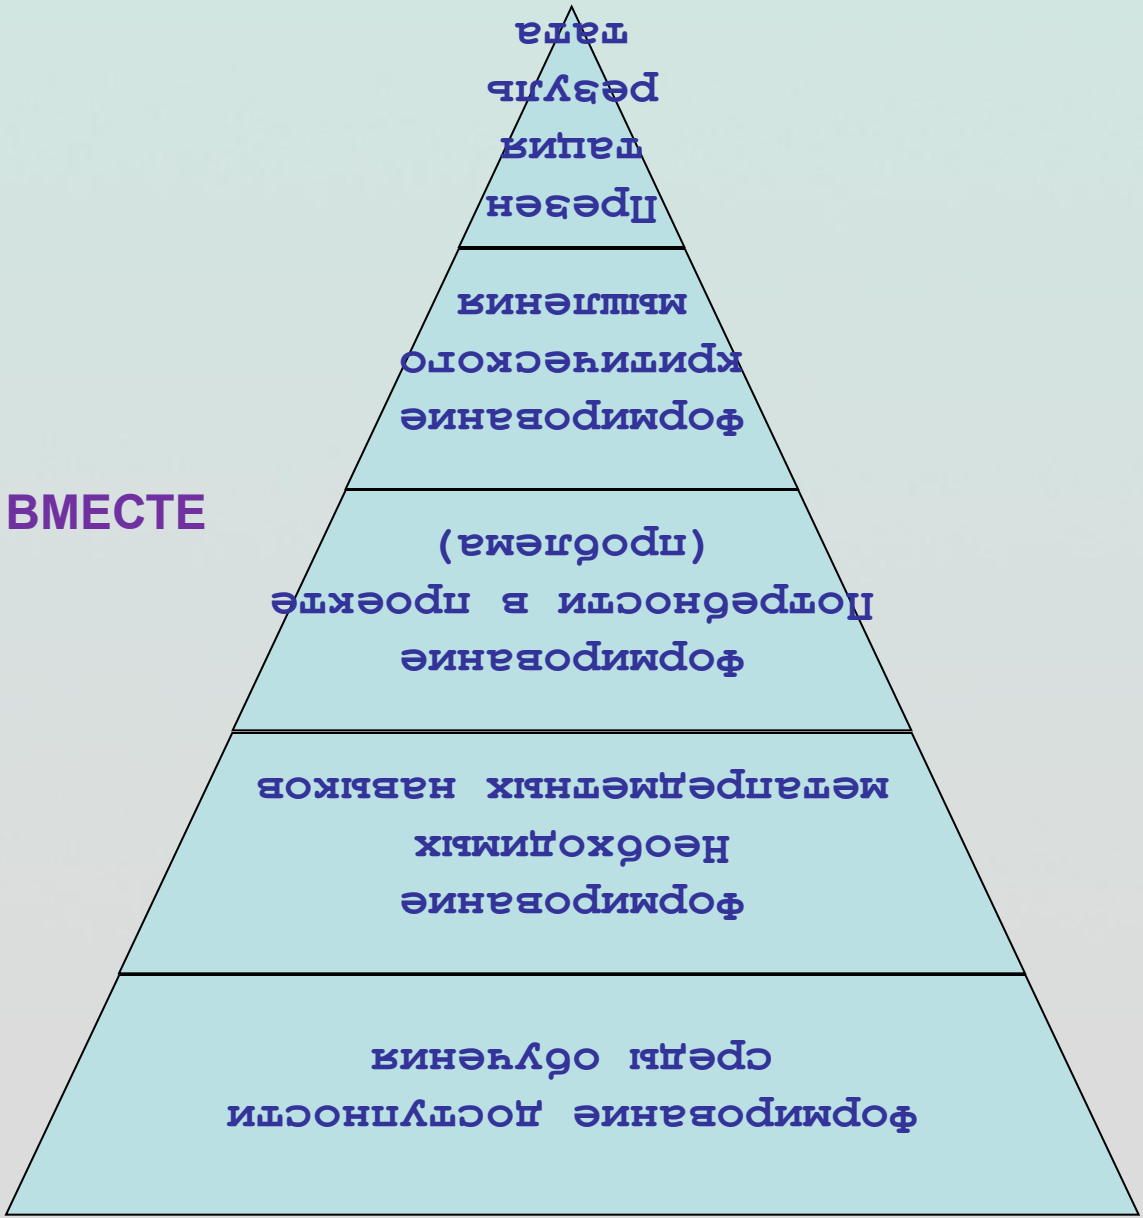 Презен
тация
резуль
тата
Формирование
критического
мышления
ВМЕСТЕ
Формирование
Потребности в проекте
(проблема)
Формирование
Необходимых
метапредметных навыков
Формирование доступности
среды обучения